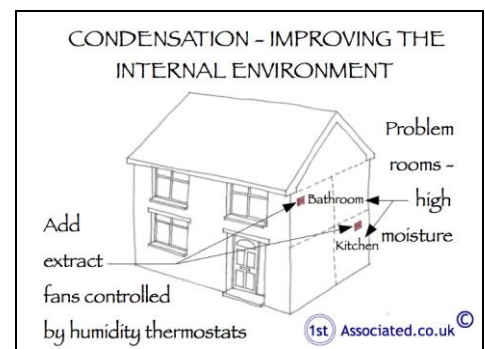 CONDENSATION - IMPROVING THE
INTERNAL ENVIRONMENT
Problem
rooms -
high
moisture
Bathroom
Kitchen
Add
extract
fans controlled
by humidity thermostats
1st Associated.co.uk ©